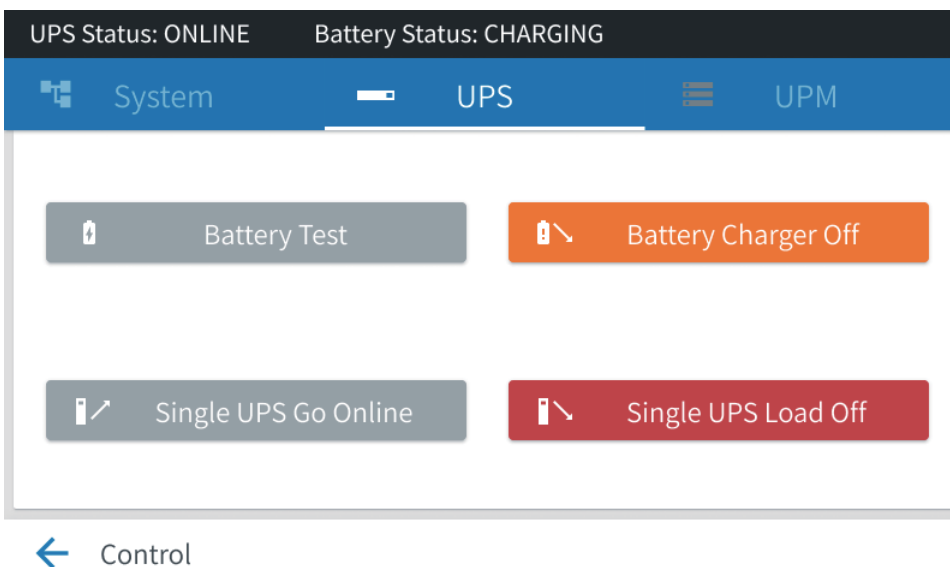 UPS Status: ONLINE Battery Status: CHARGING
System UPS UPM
Battery Test Battery Charger Off
Single UPS Go Online Single UPS Load Off
Control